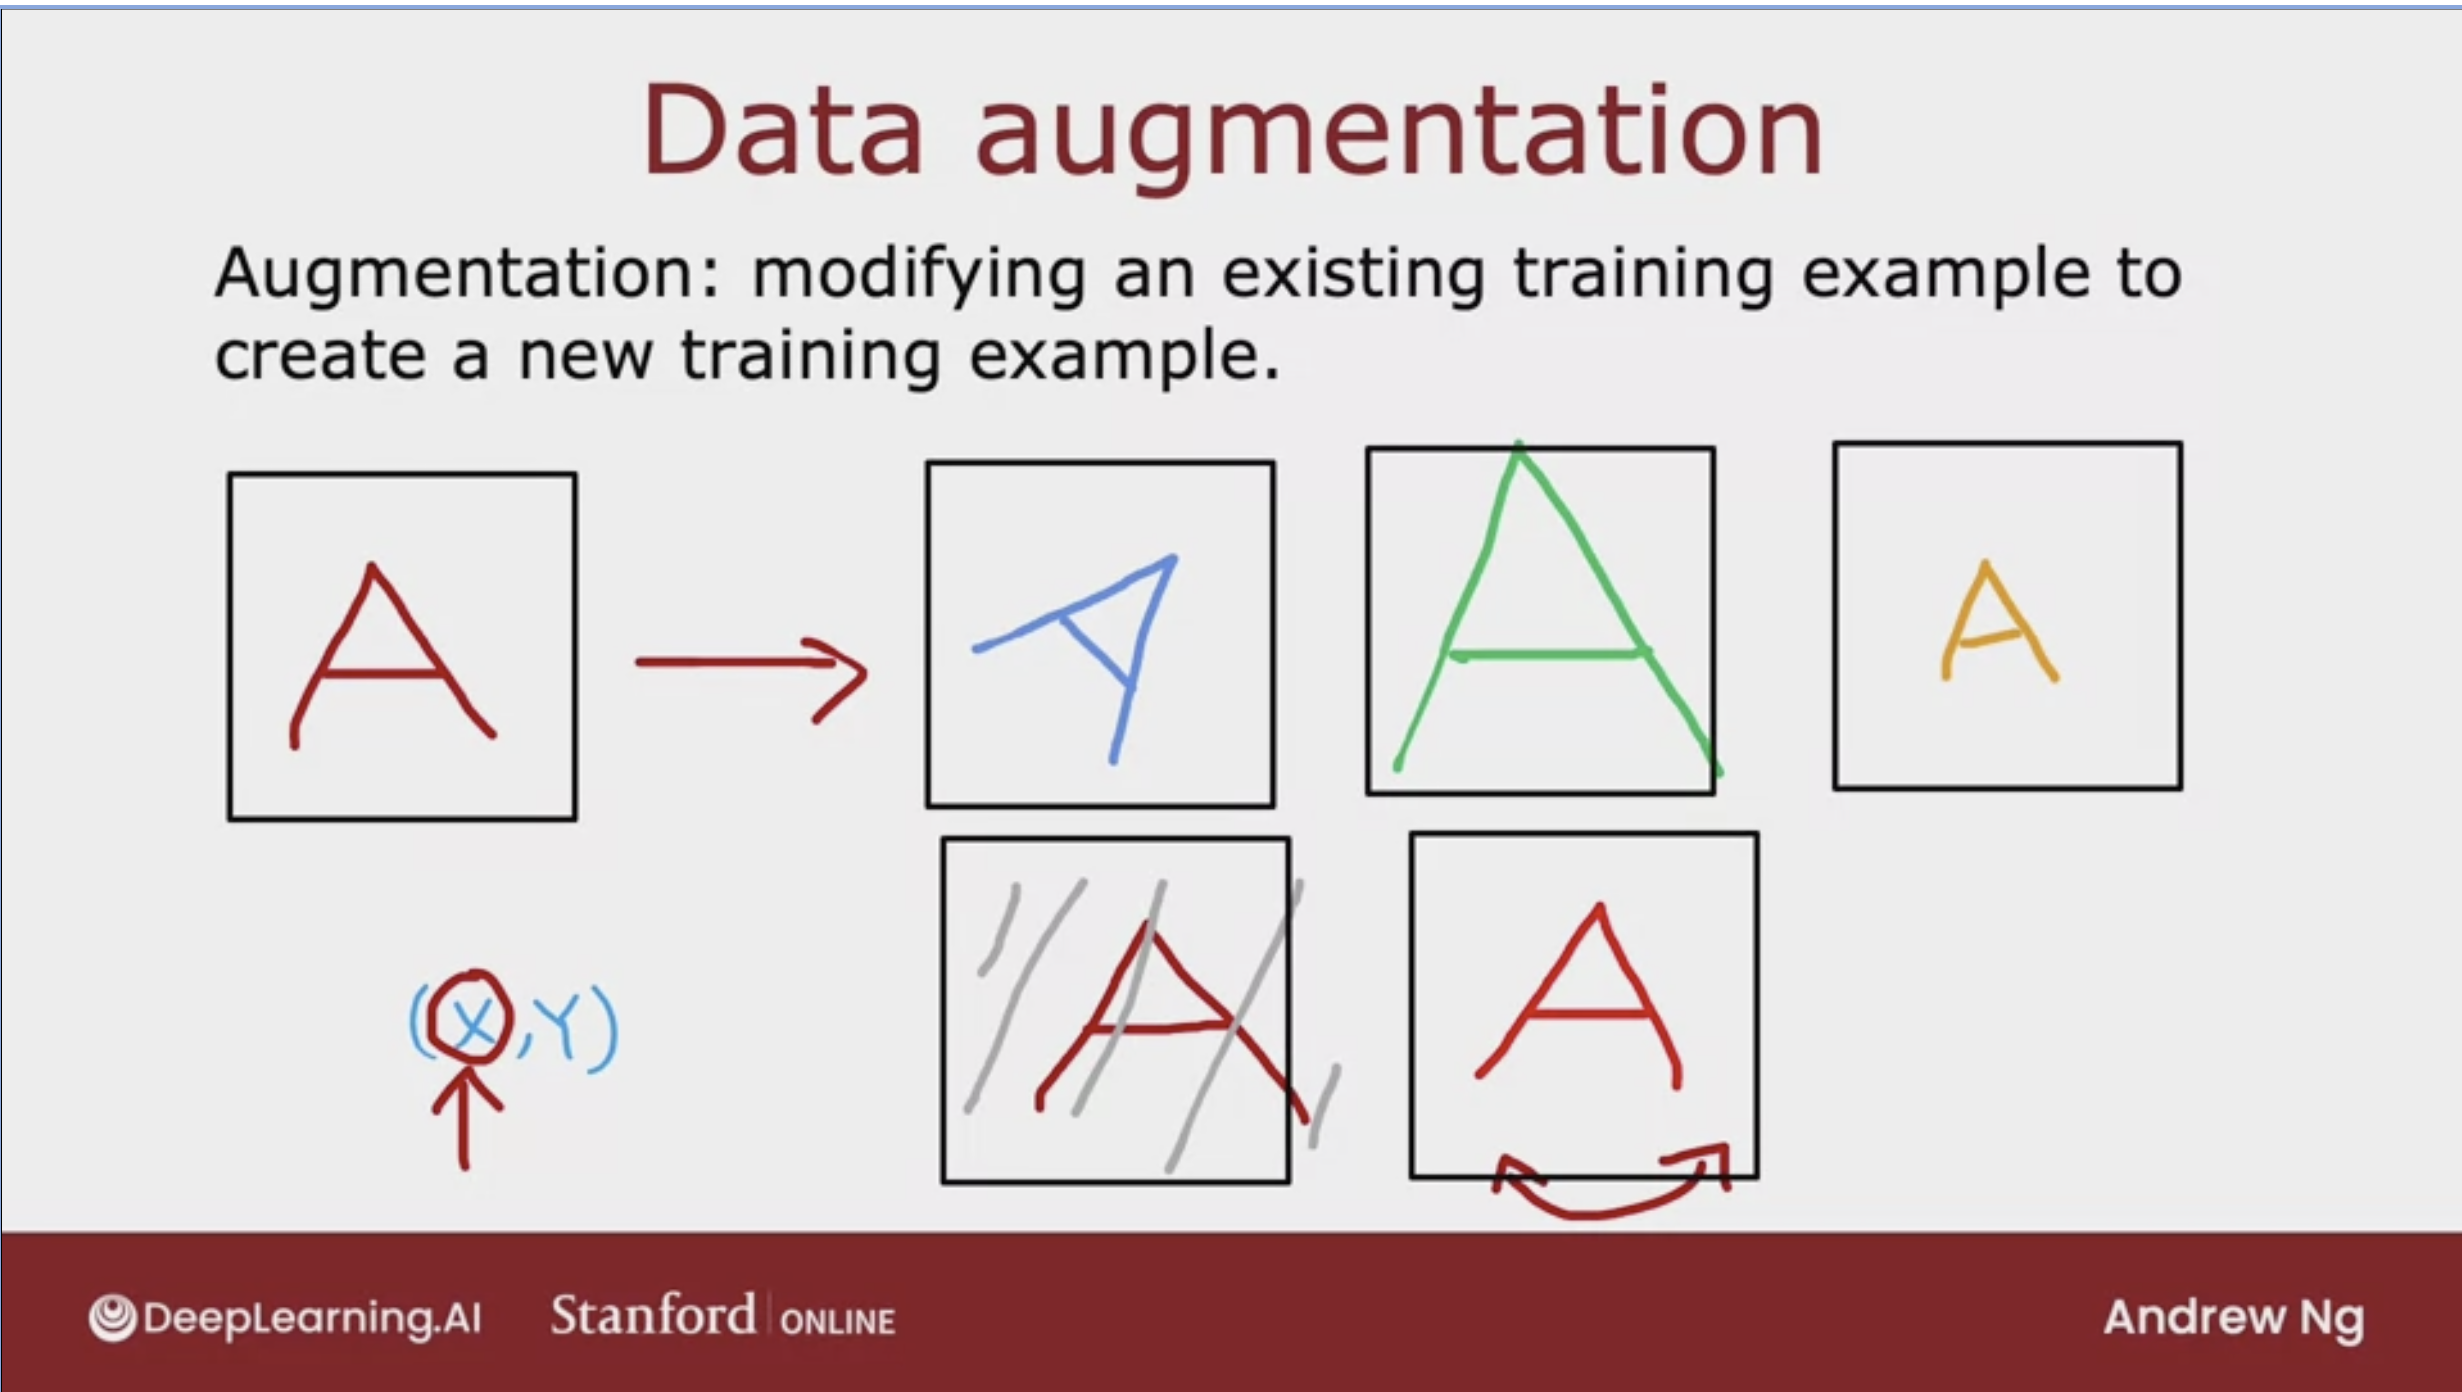 Data augmentation
Augmentation: modifying an existing training example to
create a new training example.
A
A
A
A
A
A
(X,Y)
DeepLearning.AI
Stanford | ONLINE
Andrew Ng